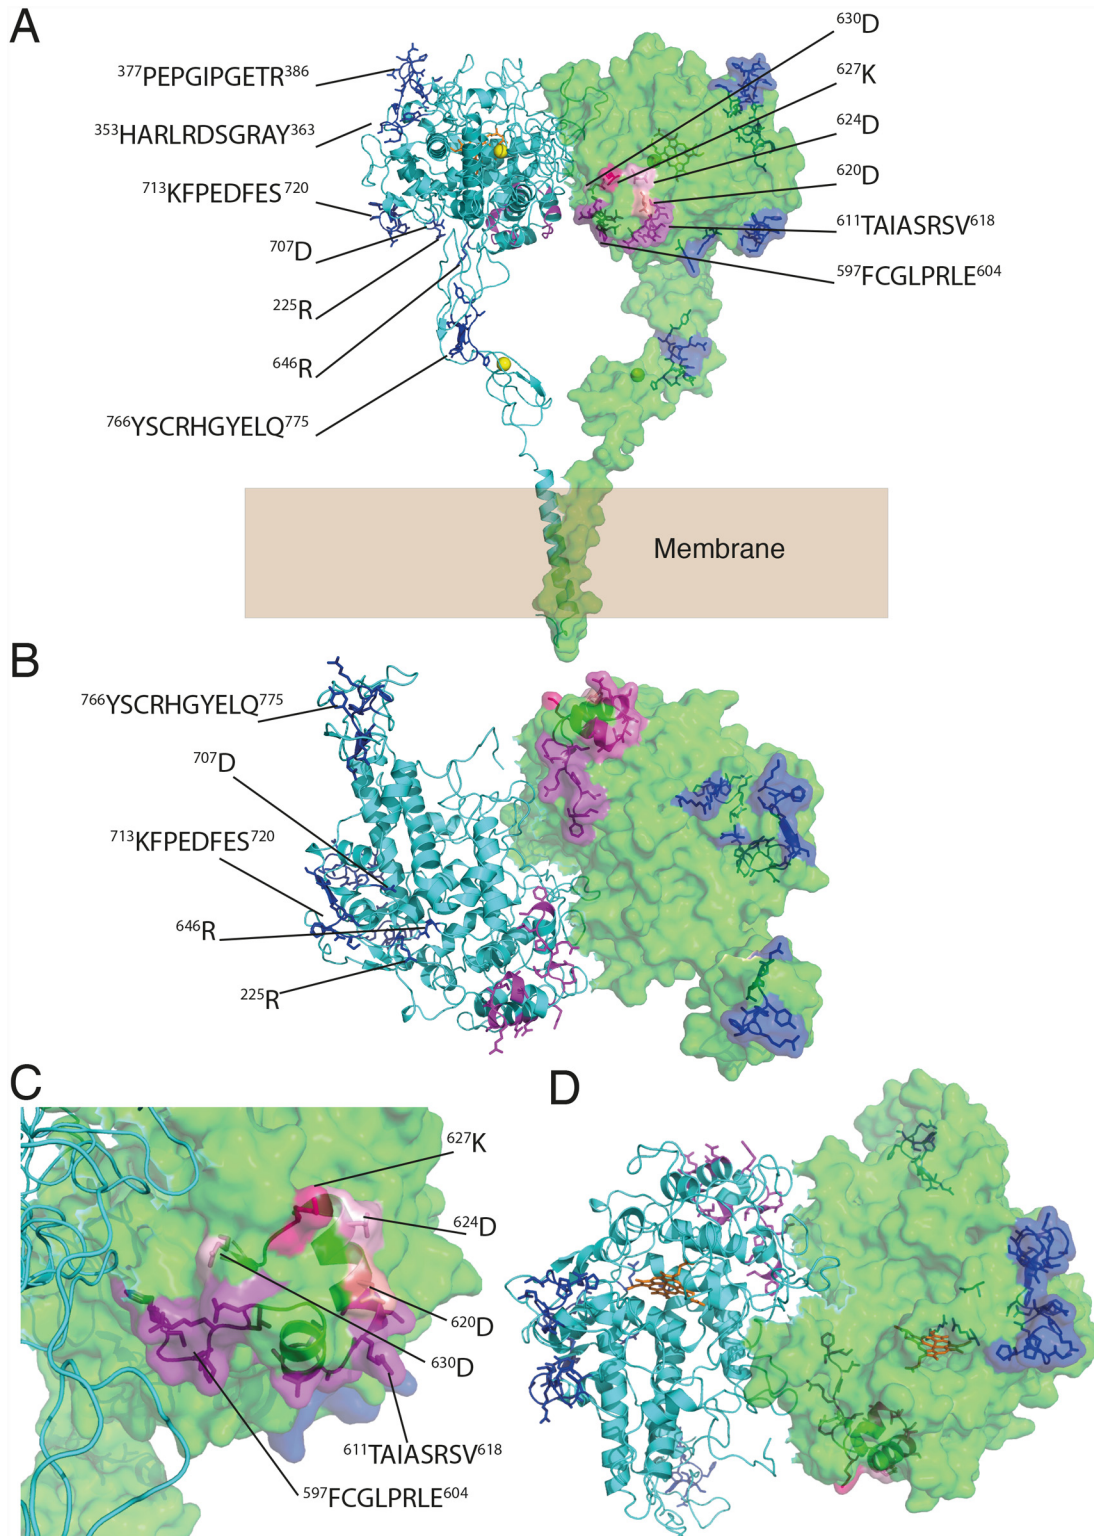 A
377PEPGIPGETR386
353HARLRDSGRAY363
713KFPEDFES720
707D
225R
646R
766YSCRHGYELQ775
630D
627K
624D
620D
611TAIASRSV618
597FCGLPRLE604
Membrane
B
766YSCRHGYELQ775
707D
713KFPEDFES720
646R
225R
C
627K
624D
620D
630D
611TAIASRSV618
597FCGLPRLE604
D